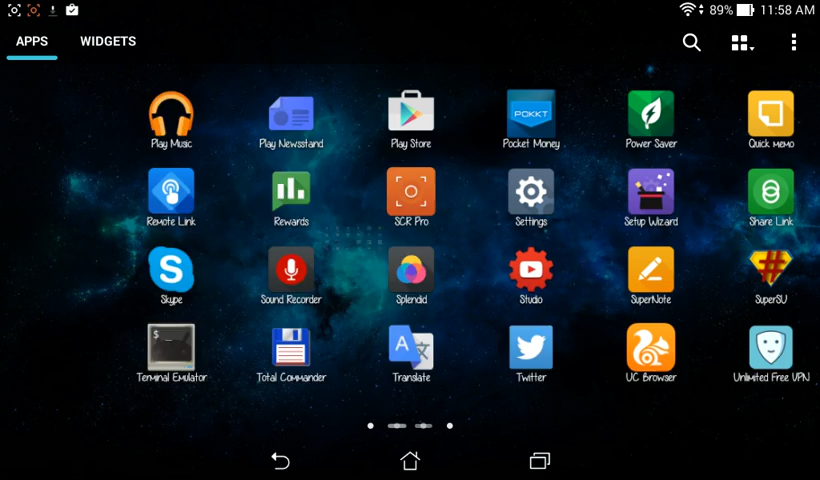 89% 11:58 AM
APPS WIDGETS
POKKT
Play Music Play Newsstand Play Store Pocket Money Power Saver Quick memo
Remote Link Rewards SCR Pro Settings Setup Wizard Share Link
S
Skype Sound Recorder Splendid Studio SuperNote SuperSU
$_
A 文
Terminal Emulator Total Commander Translate Twitter UC Browser Unlimited Free VPN